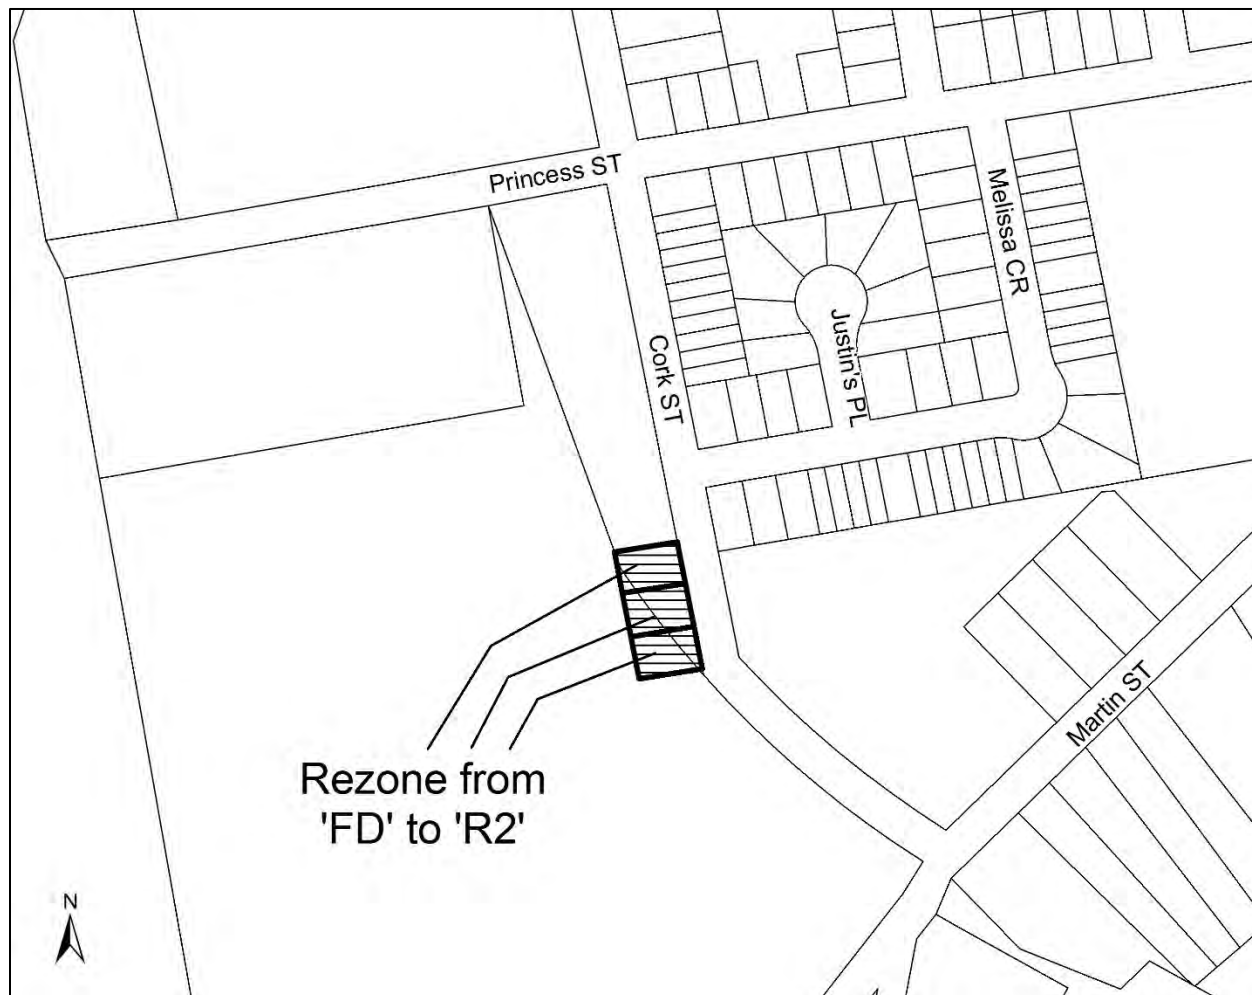 Princess ST
Melissa CR
Justin's PL
Cork ST
Martin ST
Rezone from
'FD' to 'R2'
N